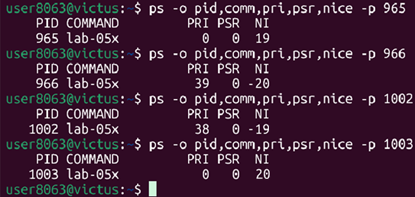 user8063@victus:~$ ps -o pid,comm,pri,psr,nice -p 965
PID COMMAND PRI PSR NI
965 lab-05x 0 0 19
user8063@victus:~$ ps -o pid,comm,pri,psr,nice -p 966
PID COMMAND PRI PSR NI
966 lab-05x 39 0 -20
user8063@victus:~$ ps -o pid,comm,pri,psr,nice -p 1002
PID COMMAND PRI PSR NI
1002 lab-05x 38 0 -19
user8063@victus:~$ ps -o pid,comm,pri,psr,nice -p 1003
PID COMMAND PRI PSR NI
1003 lab-05x 0 0 20
user8063@victus:~$